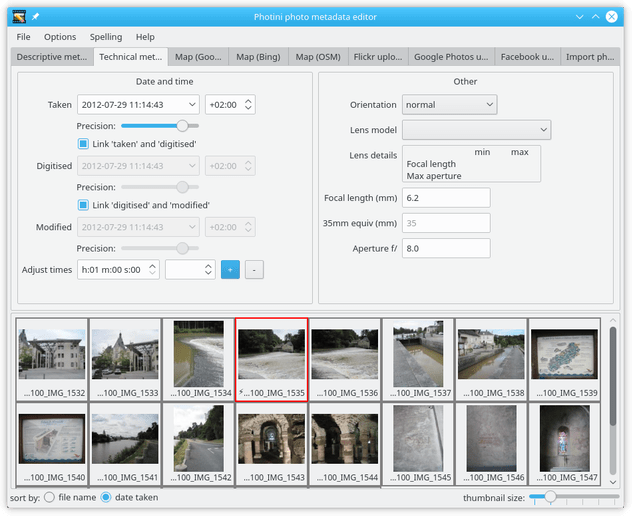 Photini photo metadata editor
File Options Spelling Help
Descriptive met... Technical met... Map (Goo... Map (Bing) Map (OSM) Flickr uplo... Google Photos u... Facebook u... Import ph...
Date and time
Taken 2012-07-29 11:14:43 +02:00
Precision:
Link 'taken' and 'digitised'
Digitised 2012-07-29 11:14:43 +02:00
Precision:
Link 'digitised' and 'modified'
Modified 2012-07-29 11:14:43 +02:00
Precision:
Adjust times h:01 m:00 s:00 + -
Other
Orientation normal
Lens model
Lens details min max
Focal length
Max aperture
Focal length (mm) 6.2
35mm equiv (mm) 35
Aperture f/ 8.0
...100_IMG_1532 ...100_IMG_1533 ...100_IMG_1534 ⚡...100_IMG_1535 ...100_IMG_1536 ...100_IMG_1537 ...100_IMG_1538 ...100_IMG_1539
...100_IMG_1540 ...100_IMG_1541 ...100_IMG_1542 ...100_IMG_1543 ...100_IMG_1544 ...100_IMG_1545 ...100_IMG_1546 ...100_IMG_1547
sort by: file name date taken thumbnail size: